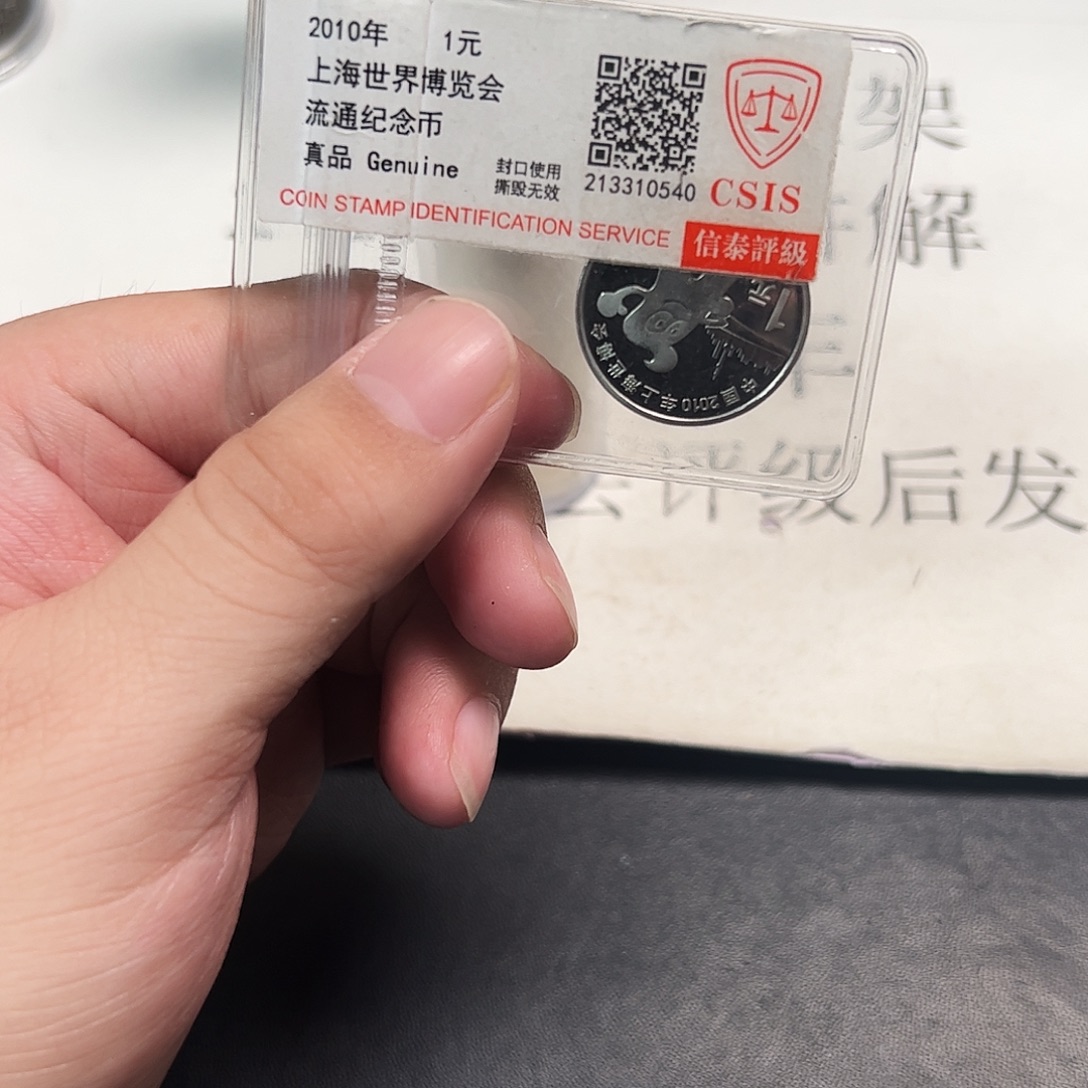 2010年 1元
上海世界博览会
流通纪念币
真品 Genuine
封口使用
撕毁无效
213310540
CSIS
COIN STAMP IDENTIFICATION SERVICE
信泰評級
1元
中国2010年上海世博会
架
解
评级后发